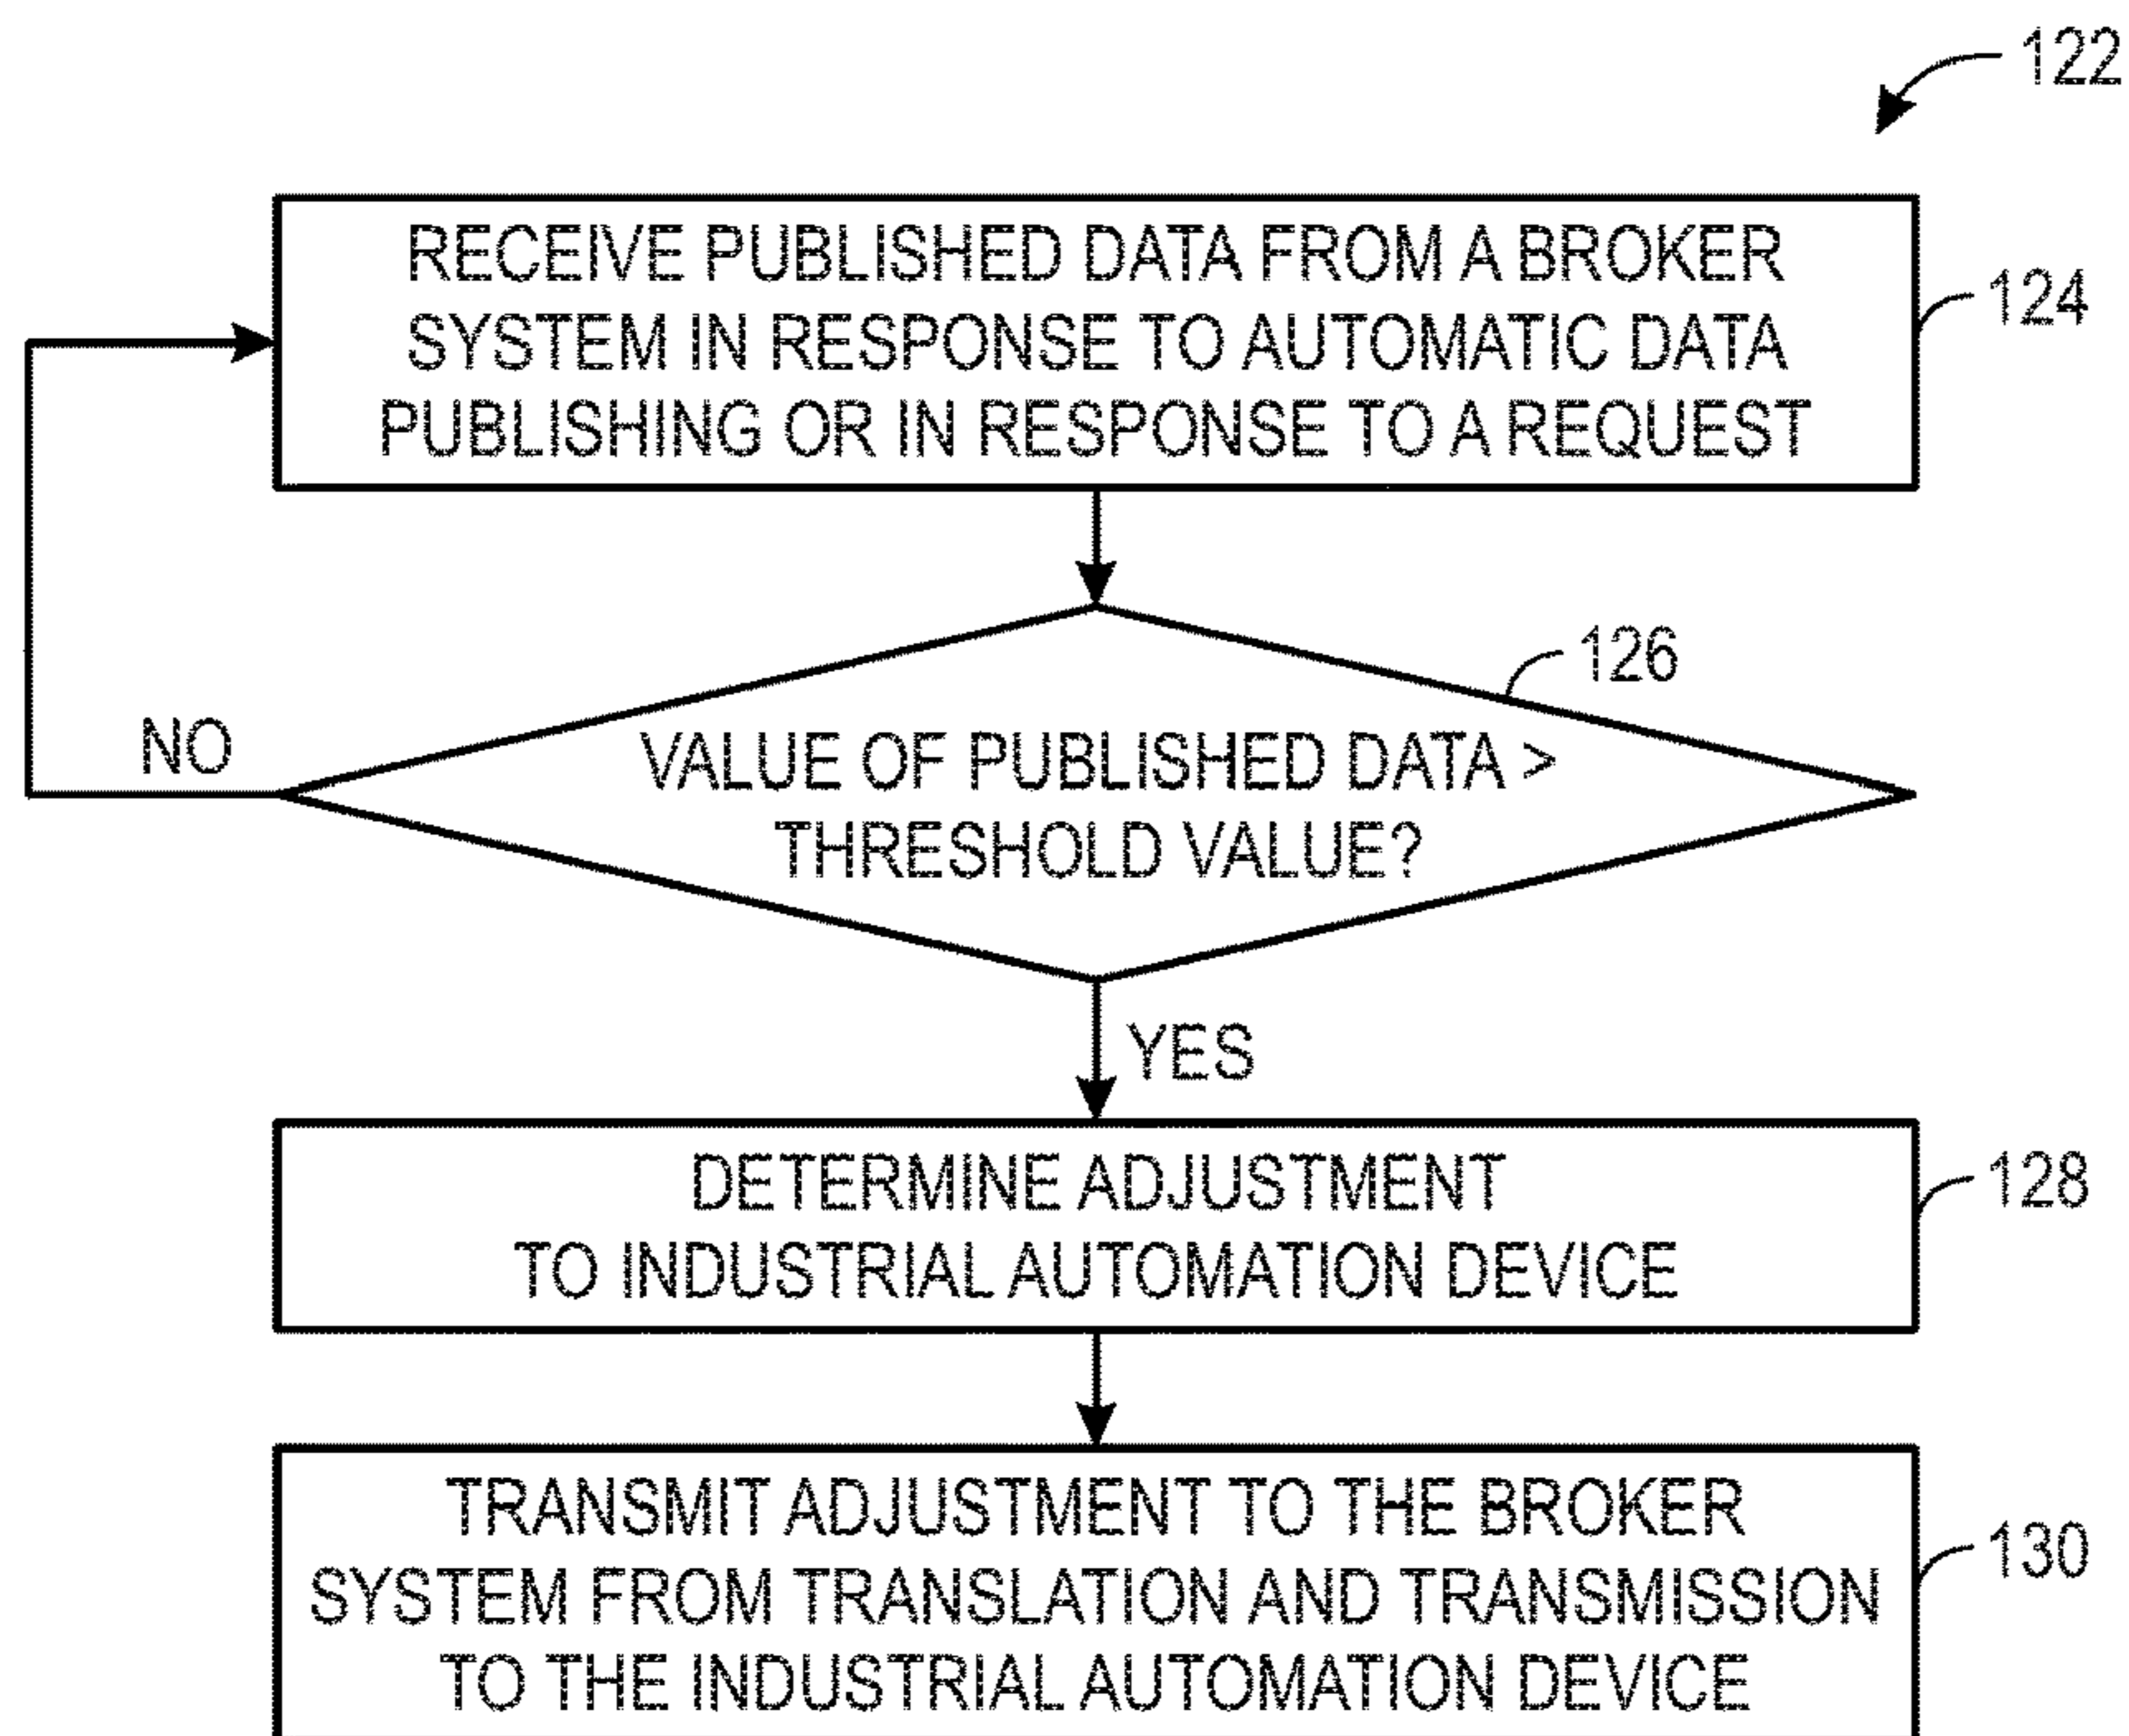 122
RECEIVE PUBLISHED DATA FROM A BROKER
SYSTEM IN RESPONSE TO AUTOMATIC DATA
PUBLISHING OR IN RESPONSE TO A REQUEST
124
126
NO
VALUE OF PUBLISHED DATA >
THRESHOLD VALUE?
YES
DETERMINE ADJUSTMENT
TO INDUSTRIAL AUTOMATION DEVICE
128
TRANSMIT ADJUSTMENT TO THE BROKER
SYSTEM FROM TRANSLATION AND TRANSMISSION
TO THE INDUSTRIAL AUTOMATION DEVICE
130